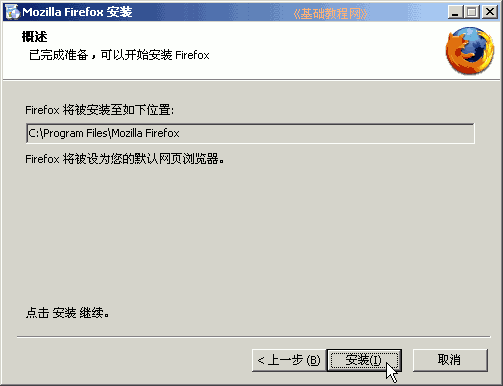 Mozilla Firefox 安装
《基础教程网》
概述
已完成准备，可以开始安装 Firefox
Firefox 将被安装至如下位置:
C:\Program Files\Mozilla Firefox
Firefox 将被设为您的默认网页浏览器。
点击 安装 继续。
< 上一步 (B)
安装(I)
取消